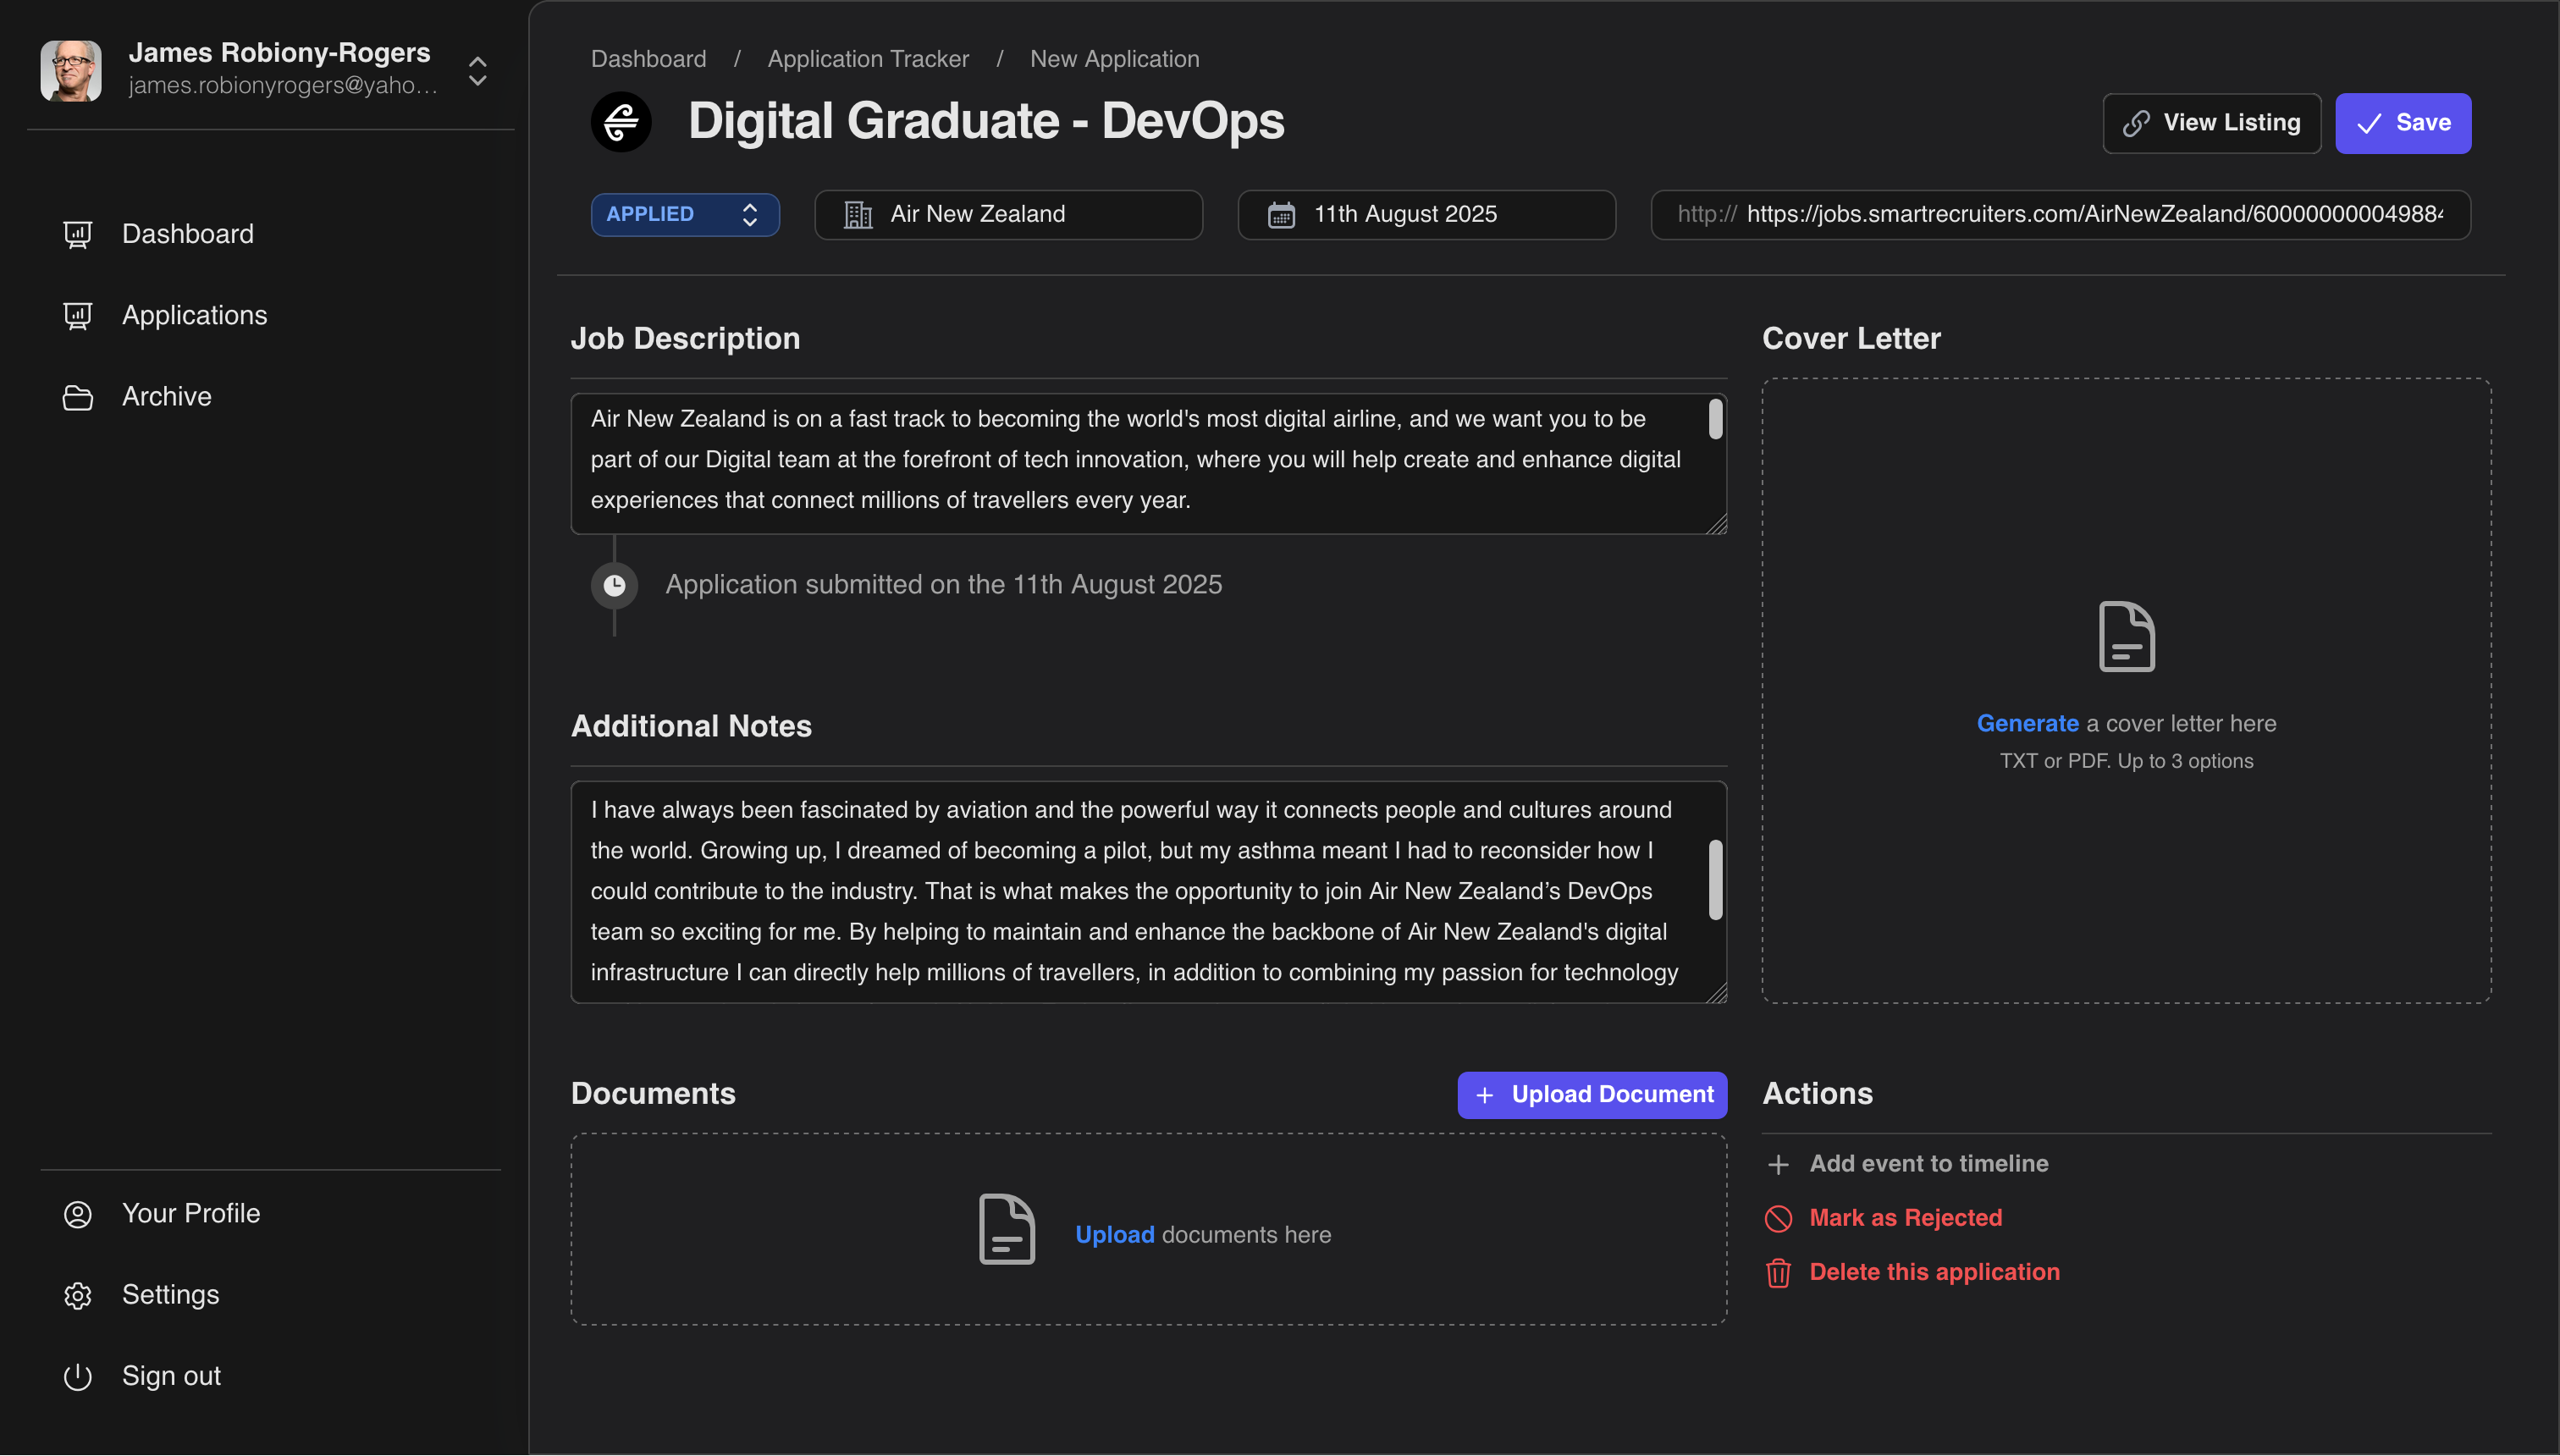 James Robiony-Rogers
james.robionyrogers@yaho...
Dashboard
Applications
Archive
Your Profile
Settings
Sign out
Dashboard / Application Tracker / New Application
Digital Graduate - DevOps
View Listing
Save
APPLIED
Air New Zealand
11th August 2025
http:// https://jobs.smartrecruiters.com/AirNewZealand/600000000049884
Job Description
Air New Zealand is on a fast track to becoming the world's most digital airline, and we want you to be
part of our Digital team at the forefront of tech innovation, where you will help create and enhance digital
experiences that connect millions of travellers every year.
Application submitted on the 11th August 2025
Additional Notes
I have always been fascinated by aviation and the powerful way it connects people and cultures around
the world. Growing up, I dreamed of becoming a pilot, but my asthma meant I had to reconsider how I
could contribute to the industry. That is what makes the opportunity to join Air New Zealand’s DevOps
team so exciting for me. By helping to maintain and enhance the backbone of Air New Zealand's digital
infrastructure I can directly help millions of travellers, in addition to combining my passion for technology
Cover Letter
Generate a cover letter here
TXT or PDF. Up to 3 options
Documents
+ Upload Document
Upload documents here
Actions
+ Add event to timeline
Mark as Rejected
Delete this application